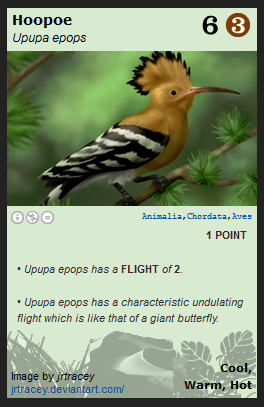 Hoopoe
Upupa epops
6 3
Animalia,Chordata,Aves
1 POINT
• Upupa epops has a FLIGHT of 2.
• Upupa epops has a characteristic undulating
flight which is like that of a giant butterfly.
Image by jrtracey
jrtracey.deviantart.com/
Cool,
Warm, Hot